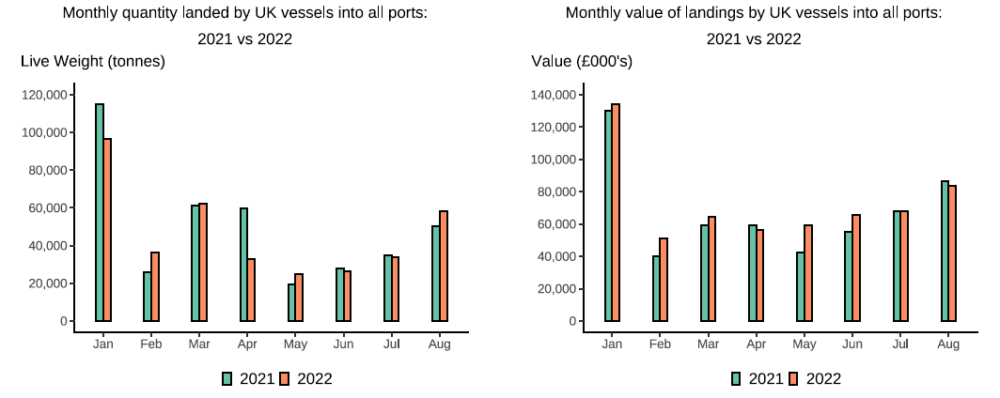 Monthly quantity landed by UK vessels into all ports:
2021 vs 2022
Live Weight (tonnes)
120,000
100,000
80,000
60,000
40,000
20,000
0
Jan Feb Mar Apr May Jun Jul Aug
2021 2022
Monthly value of landings by UK vessels into all ports:
2021 vs 2022
Value (£000's)
140,000
120,000
100,000
80,000
60,000
40,000
20,000
0
Jan Feb Mar Apr May Jun Jul Aug
2021 2022